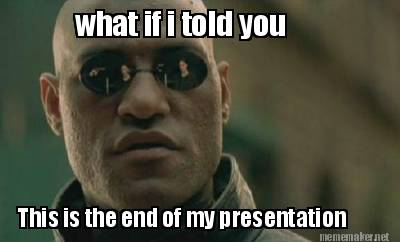 what if i told you
This is the end of my presentation
mememaker.net